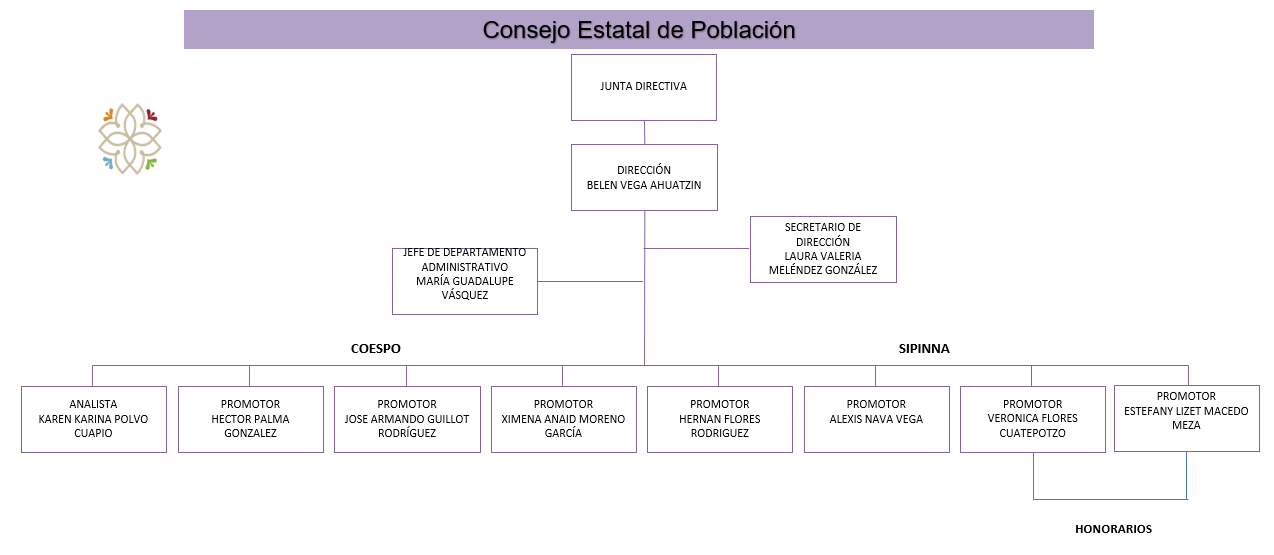 Consejo Estatal de Población
JUNTA DIRECTIVA
DIRECCIÓN
BELEN VEGA AHUATZIN
SECRETARIO DE
DIRECCIÓN
LAURA VALERIA
MELÉNDEZ GONZÁLEZ
JEFE DE DEPARTAMENTO
ADMINISTRATIVO
MARÍA GUADALUPE
VÁSQUEZ
COESPO
SIPINNA
ANALISTA
KAREN KARINA POLVO
CUAPIO
PROMOTOR
HECTOR PALMA
GONZALEZ
PROMOTOR
JOSE ARMANDO GUILLOT
RODRÍGUEZ
PROMOTOR
XIMENA ANAID MORENO
GARCÍA
PROMOTOR
HERNAN FLORES
RODRIGUEZ
PROMOTOR
ALEXIS NAVA VEGA
PROMOTOR
VERONICA FLORES
CUATEPOTZO
PROMOTOR
ESTEFANY LIZET MACEDO
MEZA
HONORARIOS